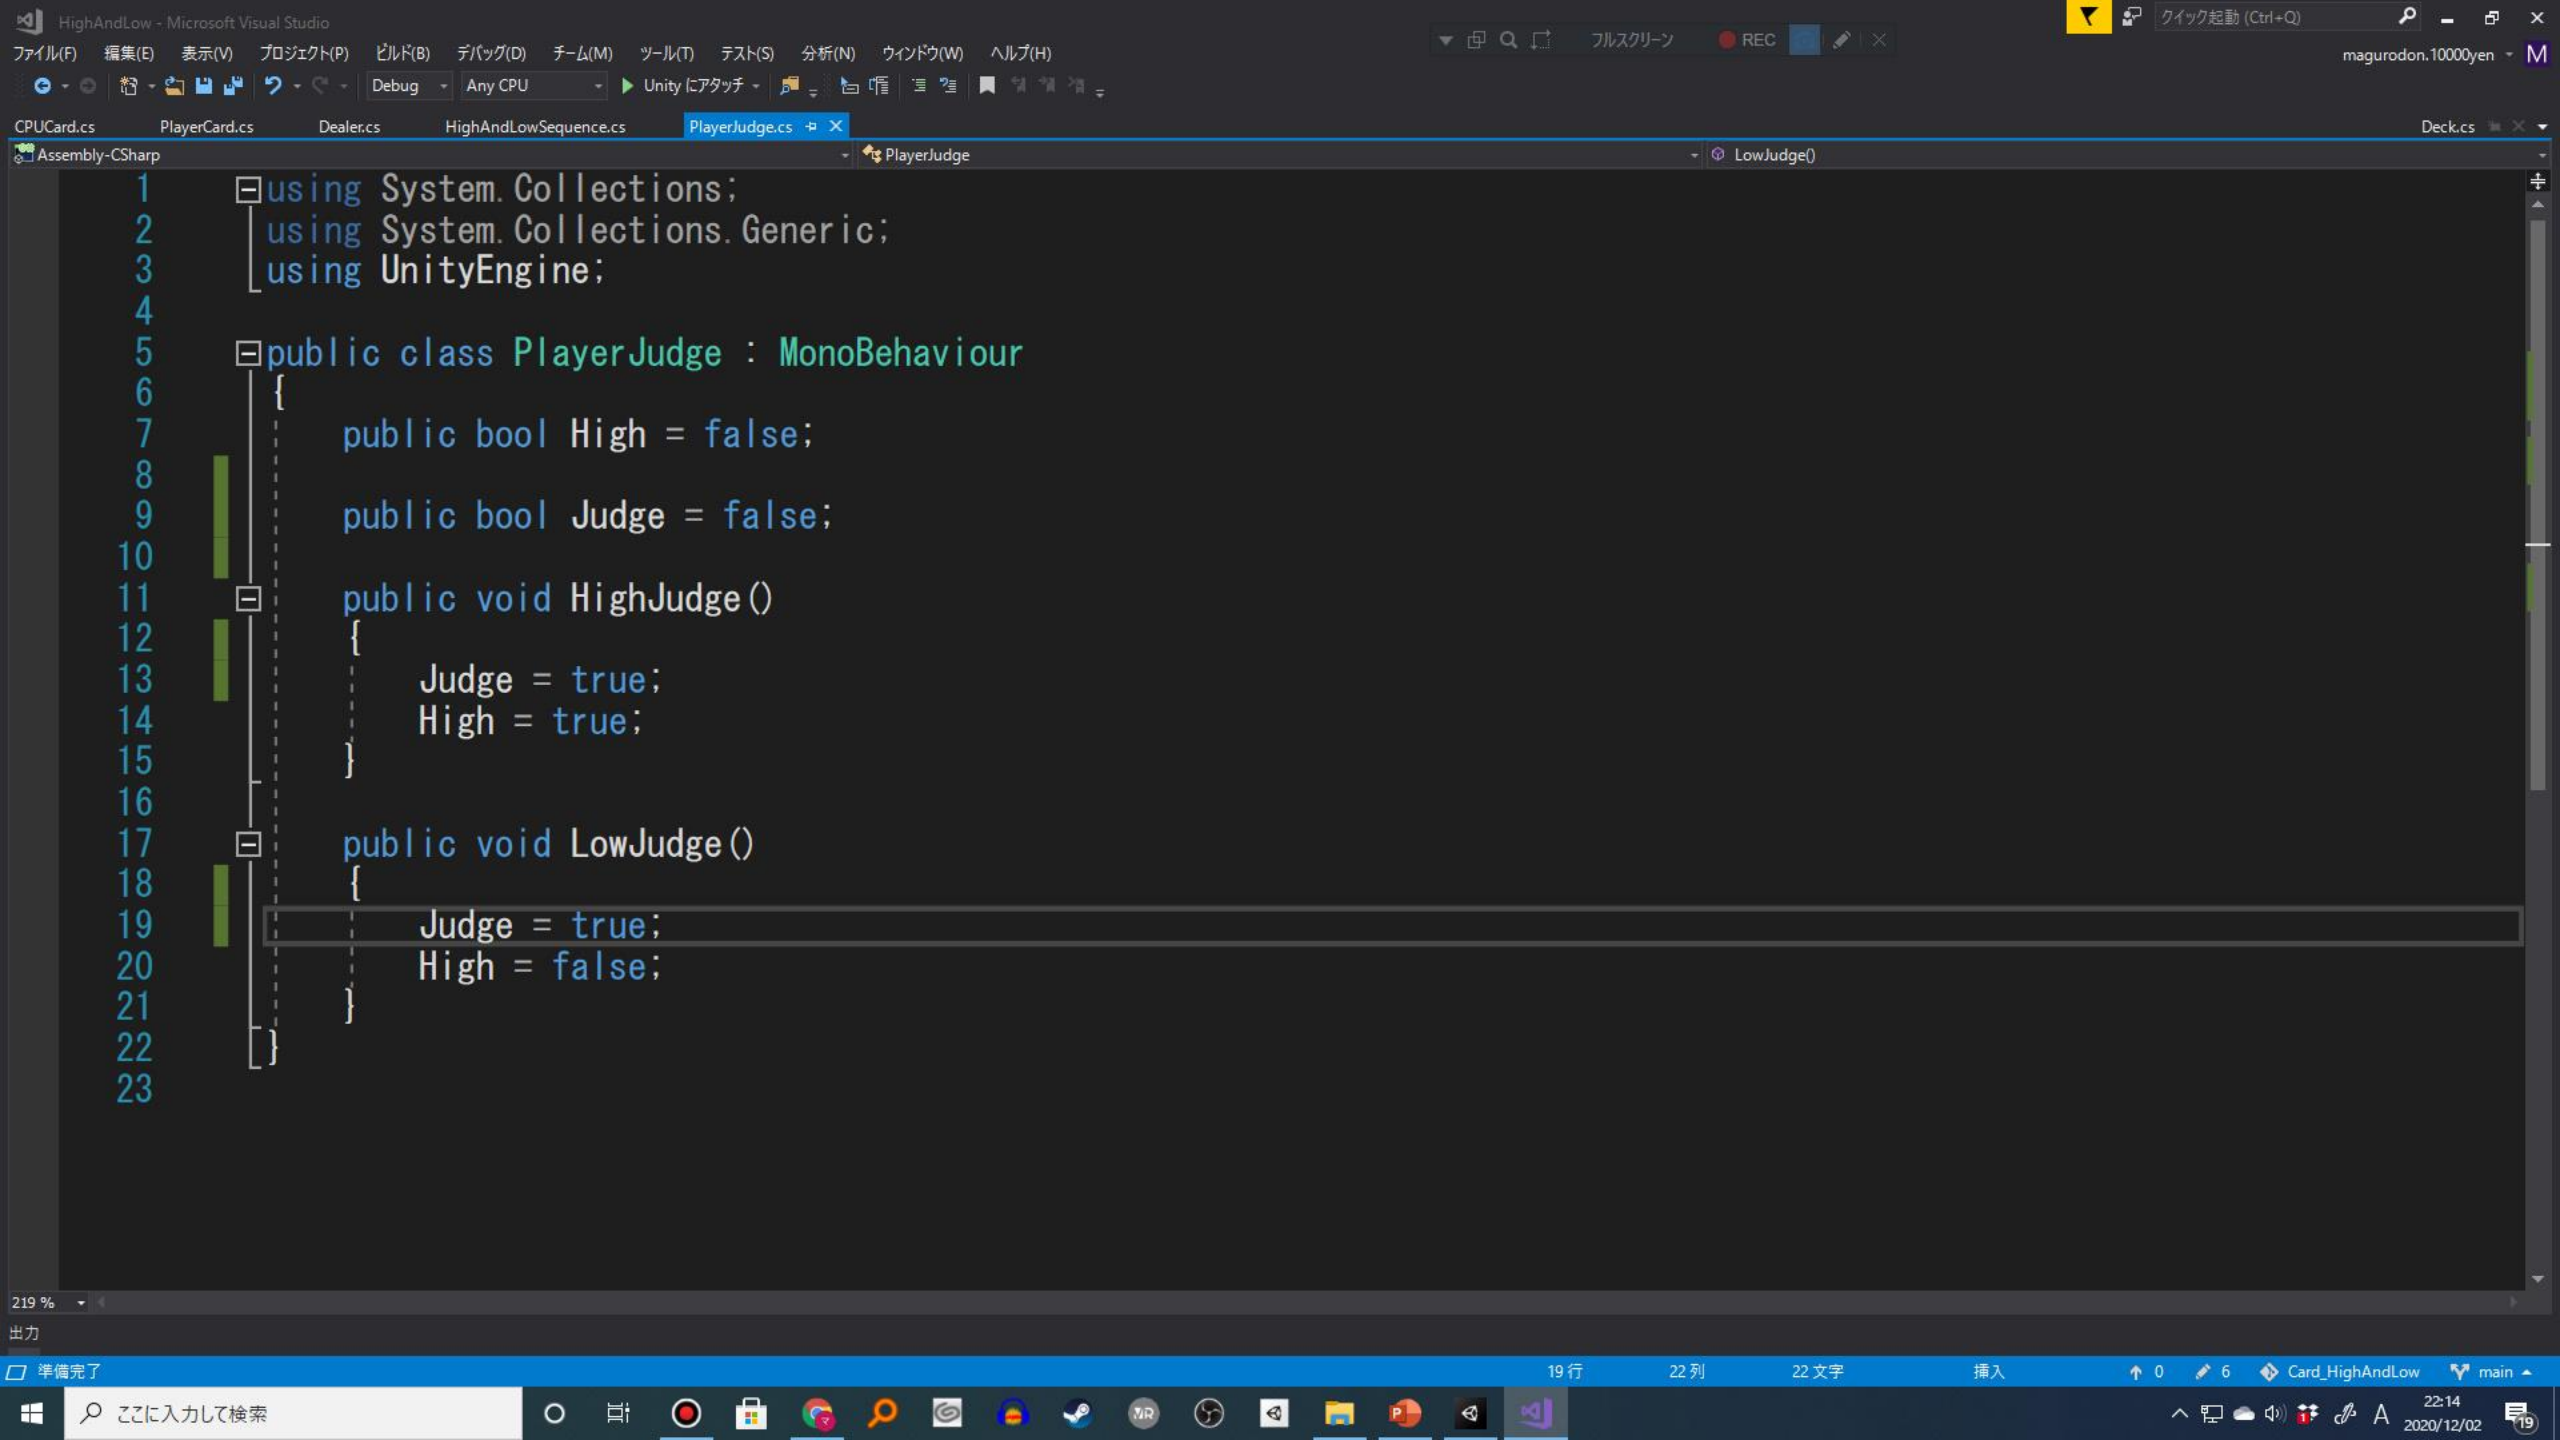 HighAndLow - Microsoft Visual Studio
クイック起動 (Ctrl+Q)
ファイル(F) 編集(E) 表示(V) プロジェクト(P) ビルド(B) デバッグ(D) チーム(M) ツール(T) テスト(S) 分析(N) ウィンドウ(W) ヘルプ(H)
フルスクリーン REC
magurodon.10000yen M
Debug Any CPU Unity にアタッチ
CPUCard.cs PlayerCard.cs Dealer.cs HighAndLowSequence.cs PlayerJudge.cs Deck.cs
Assembly-CSharp PlayerJudge LowJudge()
1 using System.Collections;
2 using System.Collections.Generic;
3 using UnityEngine;
4
5 public class PlayerJudge : MonoBehaviour
6 {
7 public bool High = false;
8
9 public bool Judge = false;
10
11 public void HighJudge()
12 {
13 Judge = true;
14 High = true;
15 }
16
17 public void LowJudge()
18 {
19 Judge = true;
20 High = false;
21 }
22 }
23
219 %
出力
準備完了 19 行 22 列 22 文字 挿入 0 6 Card_HighAndLow main
ここに入力して検索 A 22:14
2020/12/02 19